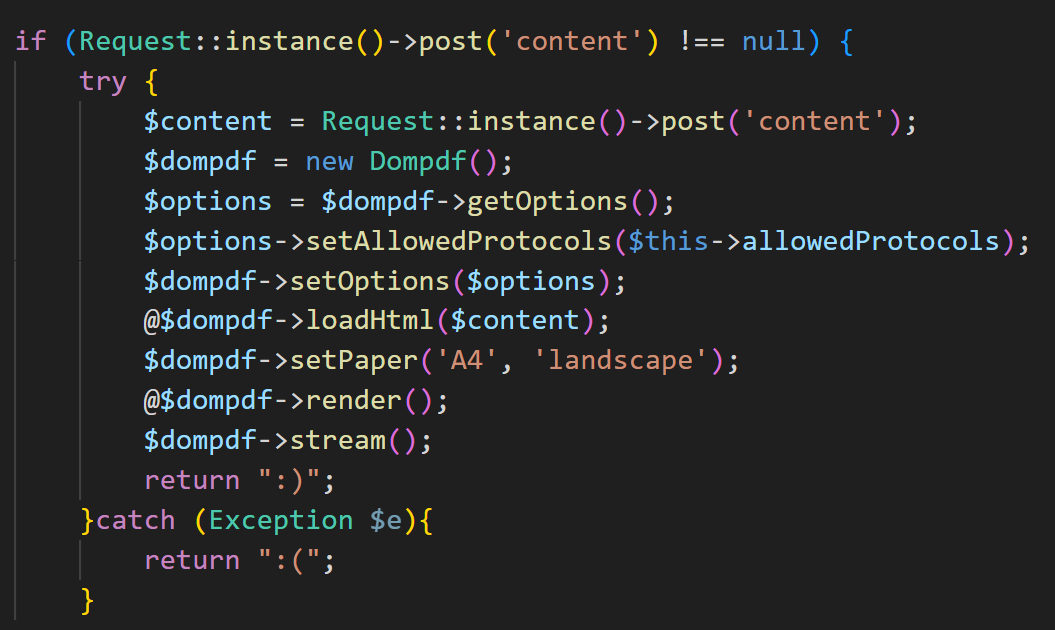 if (Request::instance()->post('content') !== null) {
    try {
        $content = Request::instance()->post('content');
        $dompdf = new Dompdf();
        $options = $dompdf->getOptions();
        $options->setAllowedProtocols($this->allowedProtocols);
        $dompdf->setOptions($options);
        @$dompdf->loadHtml($content);
        $dompdf->setPaper('A4', 'landscape');
        @$dompdf->render();
        $dompdf->stream();
        return ":)";
    }catch (Exception $e){
        return ":(";
    }